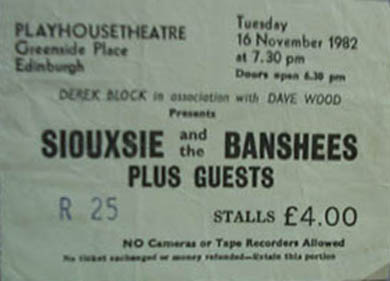 PLAYHOUSETHEATRE
Greenside Place
Edinburgh
Tuesday
16 November 1982
at 7.30 pm
Doors open 6.30 pm
DEREK BLOCK in association with DAVE WOOD
Presents
SIOUXSIE and the BANSHEES
PLUS GUESTS
R 25
STALLS £4.00
NO Cameras or Tape Recorders Allowed
No ticket exchanged or money refunded—Retain this portion